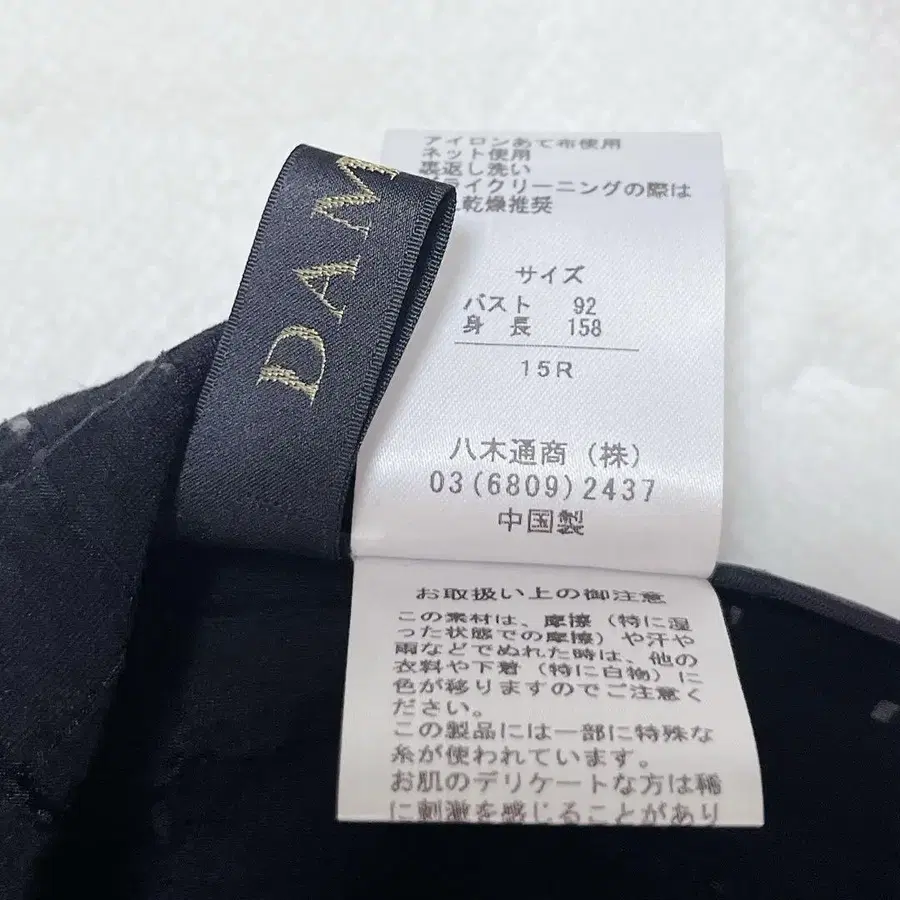 DAM
アイロンあて布使用
ネット使用
裏返し洗い
ライクリーニングの際は
乾燥推奨
サイズ
バスト 92
身長 158
15R
八木通商(株)
03(6809)2437
中国製
お取扱い上の御注意
この素材は、摩擦(特に湿
った状態での摩擦)や汗や
雨などでぬれた時は、他の
衣料や下着(特に白物)に
色が移りますのでご注意く
ださい。
この製品には一部に特殊な
糸が使われています。
お肌のデリケートな方は稀
に刺激を感じることがあり